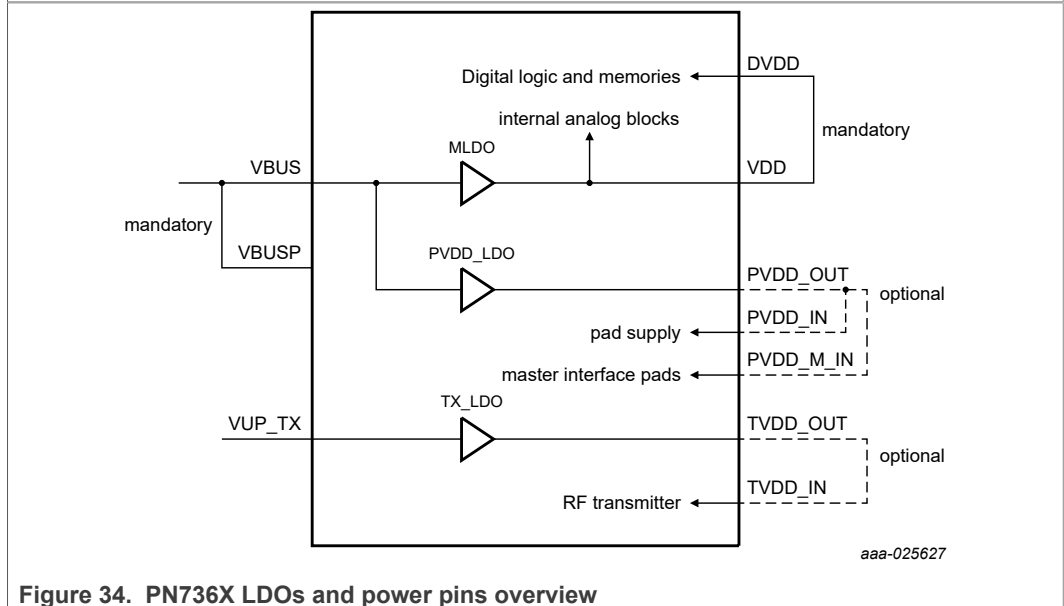 DVDD
Digital logic and memories
internal analog blocks
mandatory
MLDO
VBUS
VDD
mandatory
VBUSP
PVDD_LDO
PVDD_OUT
optional
PVDD_IN
pad supply
PVDD_M_IN
master interface pads
TX_LDO
VUP_TX
TVDD_OUT
optional
TVDD_IN
RF transmitter
aaa-025627
Figure 34. PN736X LDOs and power pins overview